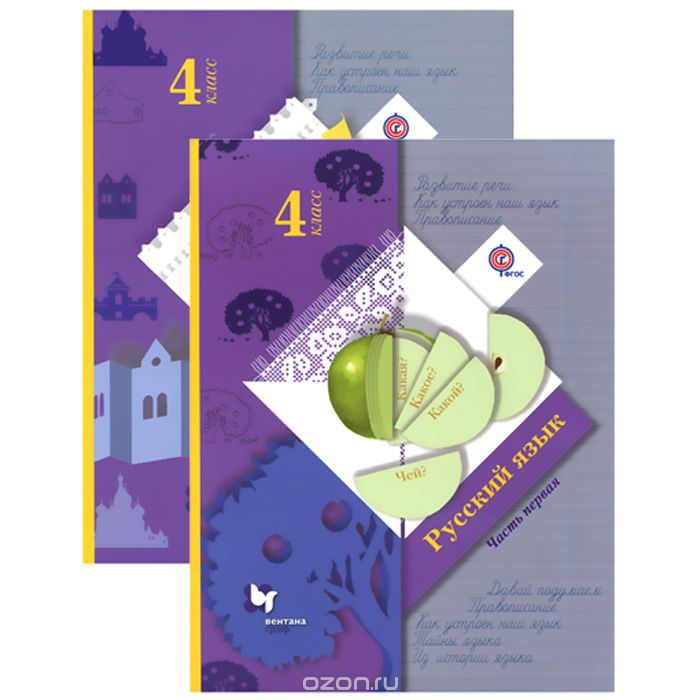 4
класс
Развитие речи
Как устроен наш язык
Правописание
4
класс
Развитие речи
Как устроен наш язык
Правописание
ФГОС
Какая?
Какое?
Какой?
Чей?
Русский язык
Часть первая
Давай подумаем
Правописание
Как устроен наш язык
Тайны языка
Из истории языка
вентана
граф
ozon.ru